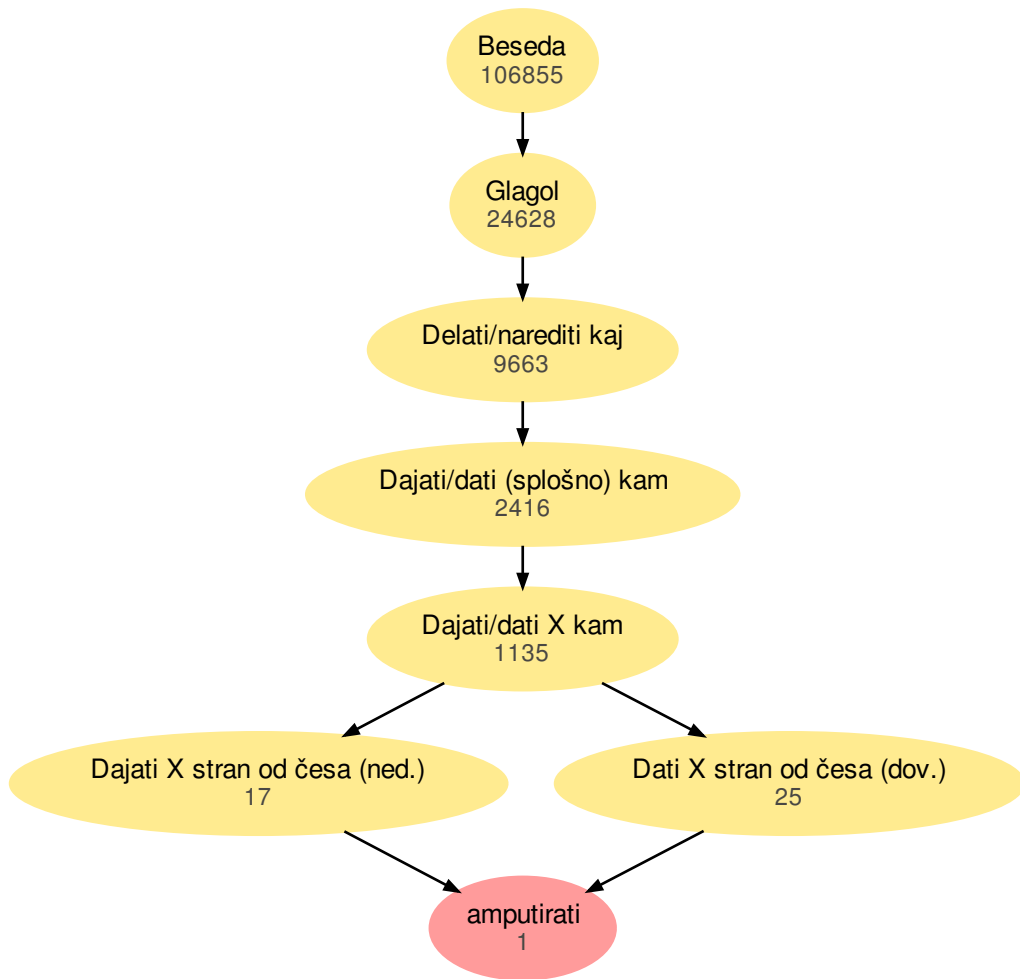 Beseda
106855
Glagol
24628
Delati/narediti kaj
9663
Dajati/dati (splošno) kam
2416
Dajati/dati X kam
1135
Dajati X stran od česa (ned.)
17
Dati X stran od česa (dov.)
25
amputirati
1